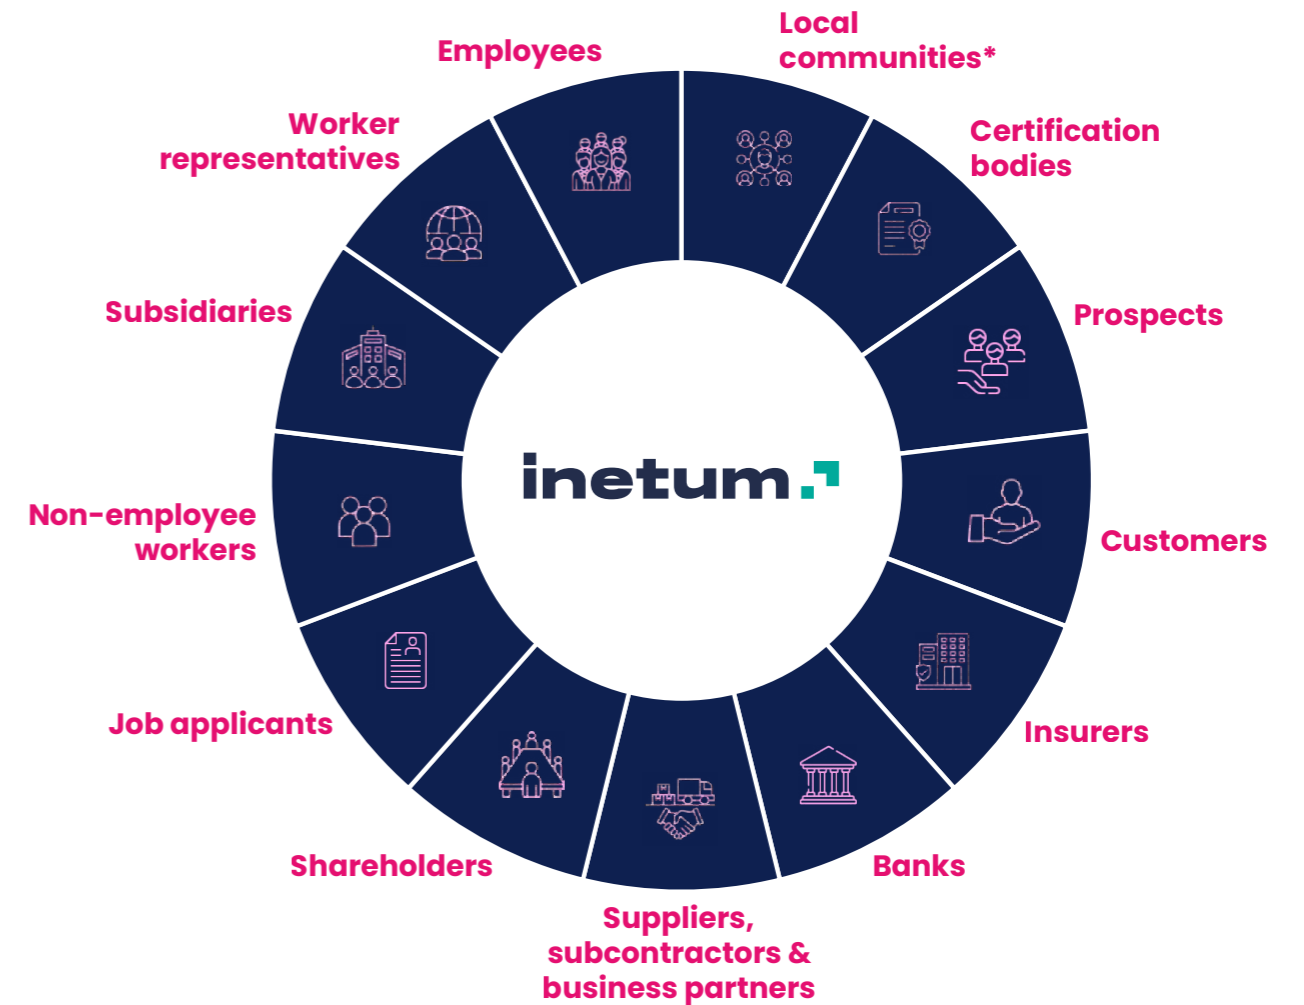 Local
communities*
Employees
Worker
representatives
Certification
bodies
Subsidiaries
Prospects
inetum
Non-employee
workers
Customers
Job applicants
Insurers
Shareholders
Banks
Suppliers,
subcontractors &
business partners